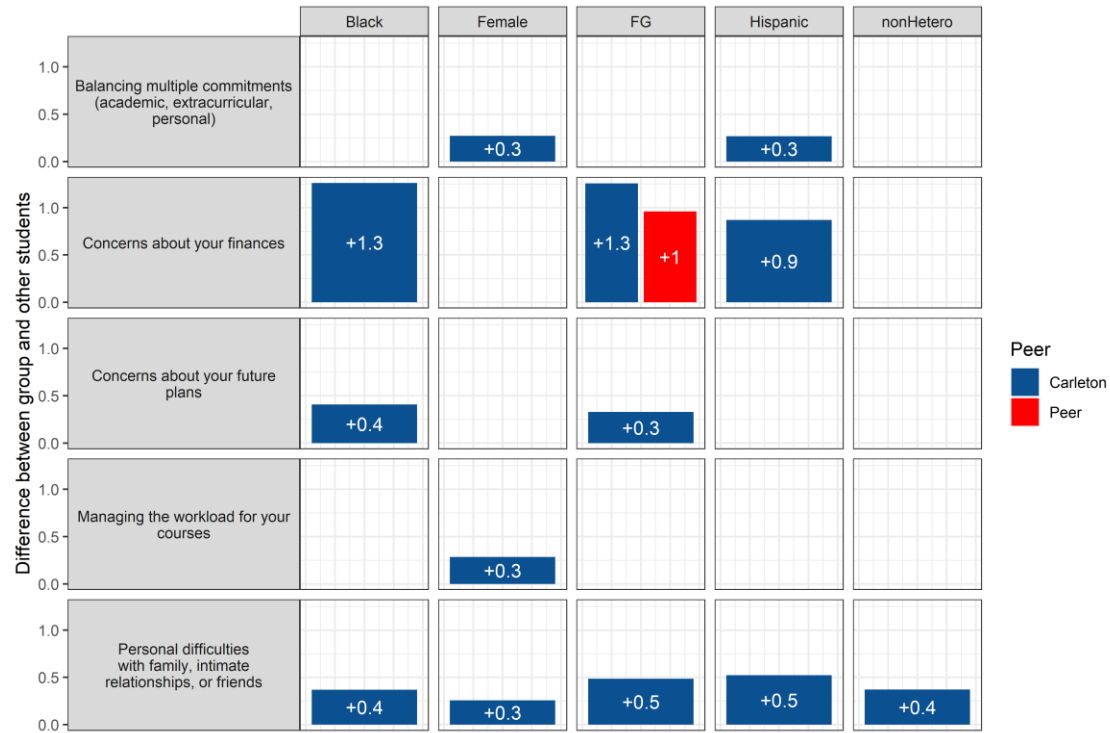 Black
Female
FG
Hispanic
nonHetero
Difference between group and other students
1.0
0.5
0.0
Balancing multiple commitments
(academic, extracurricular,
personal)
+0.3
+0.3
1.0
0.5
0.0
Concerns about your finances
+1.3
+1.3
+1
+0.9
1.0
0.5
0.0
Concerns about your future
plans
+0.4
+0.3
1.0
0.5
0.0
Managing the workload for your
courses
+0.3
1.0
0.5
0.0
Personal difficulties
with family, intimate
relationships, or friends
+0.4
+0.3
+0.5
+0.5
+0.4
Peer
Carleton
Peer